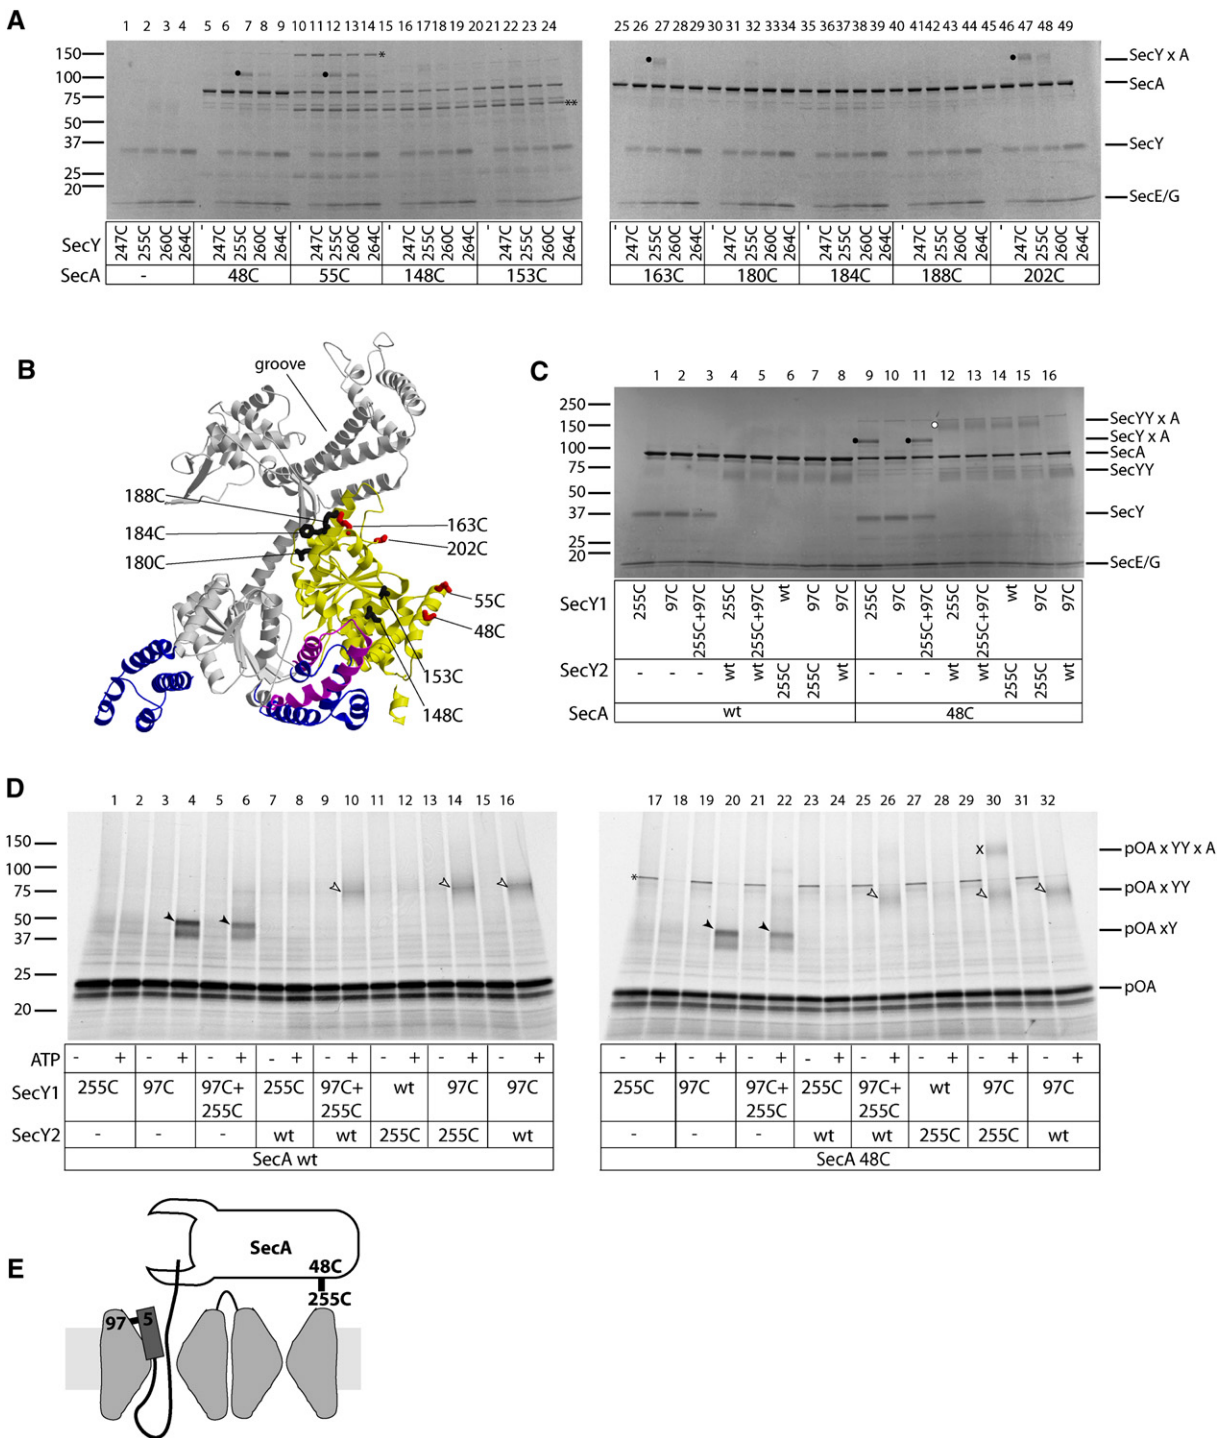 A
1 2 3 4 5 6 7 8 9 10 11 12 13 14 15 16 17 18 19 20 21 22 23 24
25 26 27 28 29 30 31 32 33 34 35 36 37 38 39 40 41 42 43 44 45 46 47 48 49
150
100
75
50
37
25
20
*
**
SecY x A
SecA
SecY
SecE/G
SecY - 247C 255C 260C 264C - 247C 255C 260C 264C - 247C 255C 260C 264C - 247C 255C 260C 264C
SecA - 48C 55C 148C 153C
- 247C 255C 260C 264C - 247C 255C 260C 264C - 247C 255C 260C 264C - 247C 255C 260C 264C - 247C 255C 260C 264C
163C 180C 184C 188C 202C
B
groove
188C
184C
180C
163C
202C
55C
48C
153C
148C
C
1 2 3 4 5 6 7 8 9 10 11 12 13 14 15 16
250
150
100
75
50
37
25
20
SecYY x A
SecY x A
SecA
SecYY
SecY
SecE/G
SecY1 255C 97C 255C+97C 255C 255C+97C wt 97C 97C 255C 97C 255C+97C 255C 255C+97C wt 97C 97C
SecY2 - - - wt wt 255C 255C wt - - - wt wt 255C 255C wt
SecA wt 48C
D
1 2 3 4 5 6 7 8 9 10 11 12 13 14 15 16
17 18 19 20 21 22 23 24 25 26 27 28 29 30 31 32
150
100
75
50
37
25
20
*
x
pOA x YY x A
pOA x YY
pOA xY
pOA
ATP - + - + - + - + - + - + - + - +
SecY1 255C 97C 97C+ 255C 97C+ wt 97C 97C
255C 255C
SecY2 - - - wt wt 255C 255C wt
SecA wt
- + - + - + - + - + - + - + - +
255C 97C 97C+ 255C 97C+ wt 97C 97C
255C 255C
- - - wt wt 255C 255C wt
SecA 48C
E
SecA
48C
255C
97 5